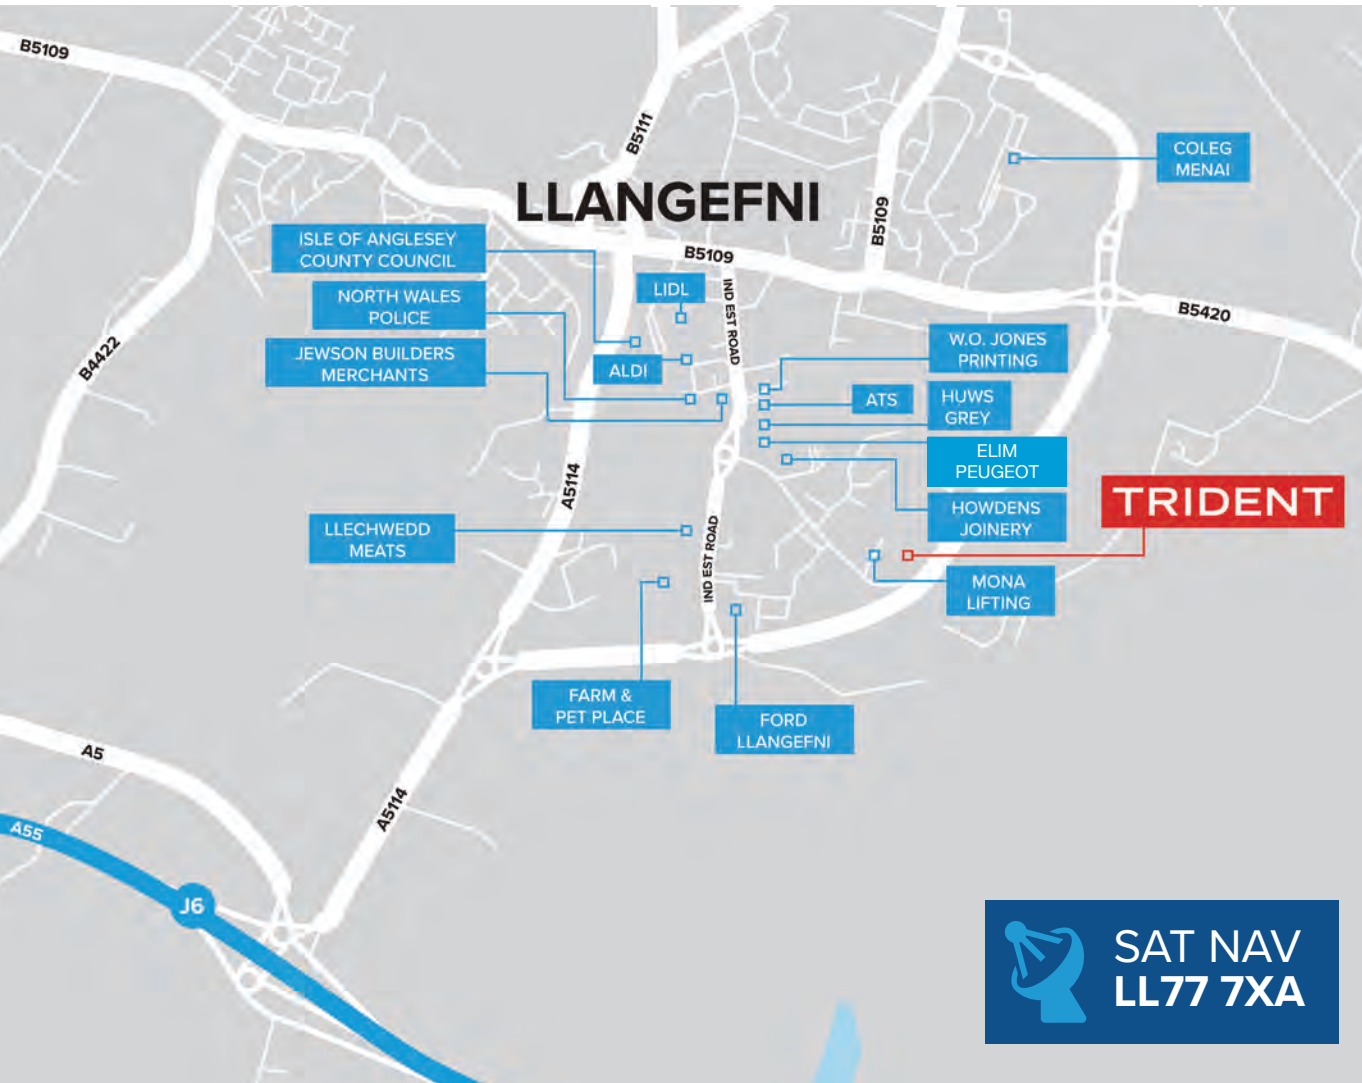 B5109
B5111
COLEG
MENAI
LLANGEFNI
B5109
ISLE OF ANGLESEY
COUNTY COUNCIL
B5109
LIDL
IND EST ROAD
NORTH WALES
POLICE
B5420
B4422
JEWSON BUILDERS
MERCHANTS
ALDI
W.O. JONES
PRINTING
ATS
HUWS
GREY
ELIM
PEUGEOT
A5114
TRIDENT
HOWDENS
JOINERY
LLECHWEDD
MEATS
IND EST ROAD
MONA
LIFTING
FARM &
PET PLACE
FORD
LLANGEFNI
A5
A5114
A55
J6
SAT NAV
LL77 7XA